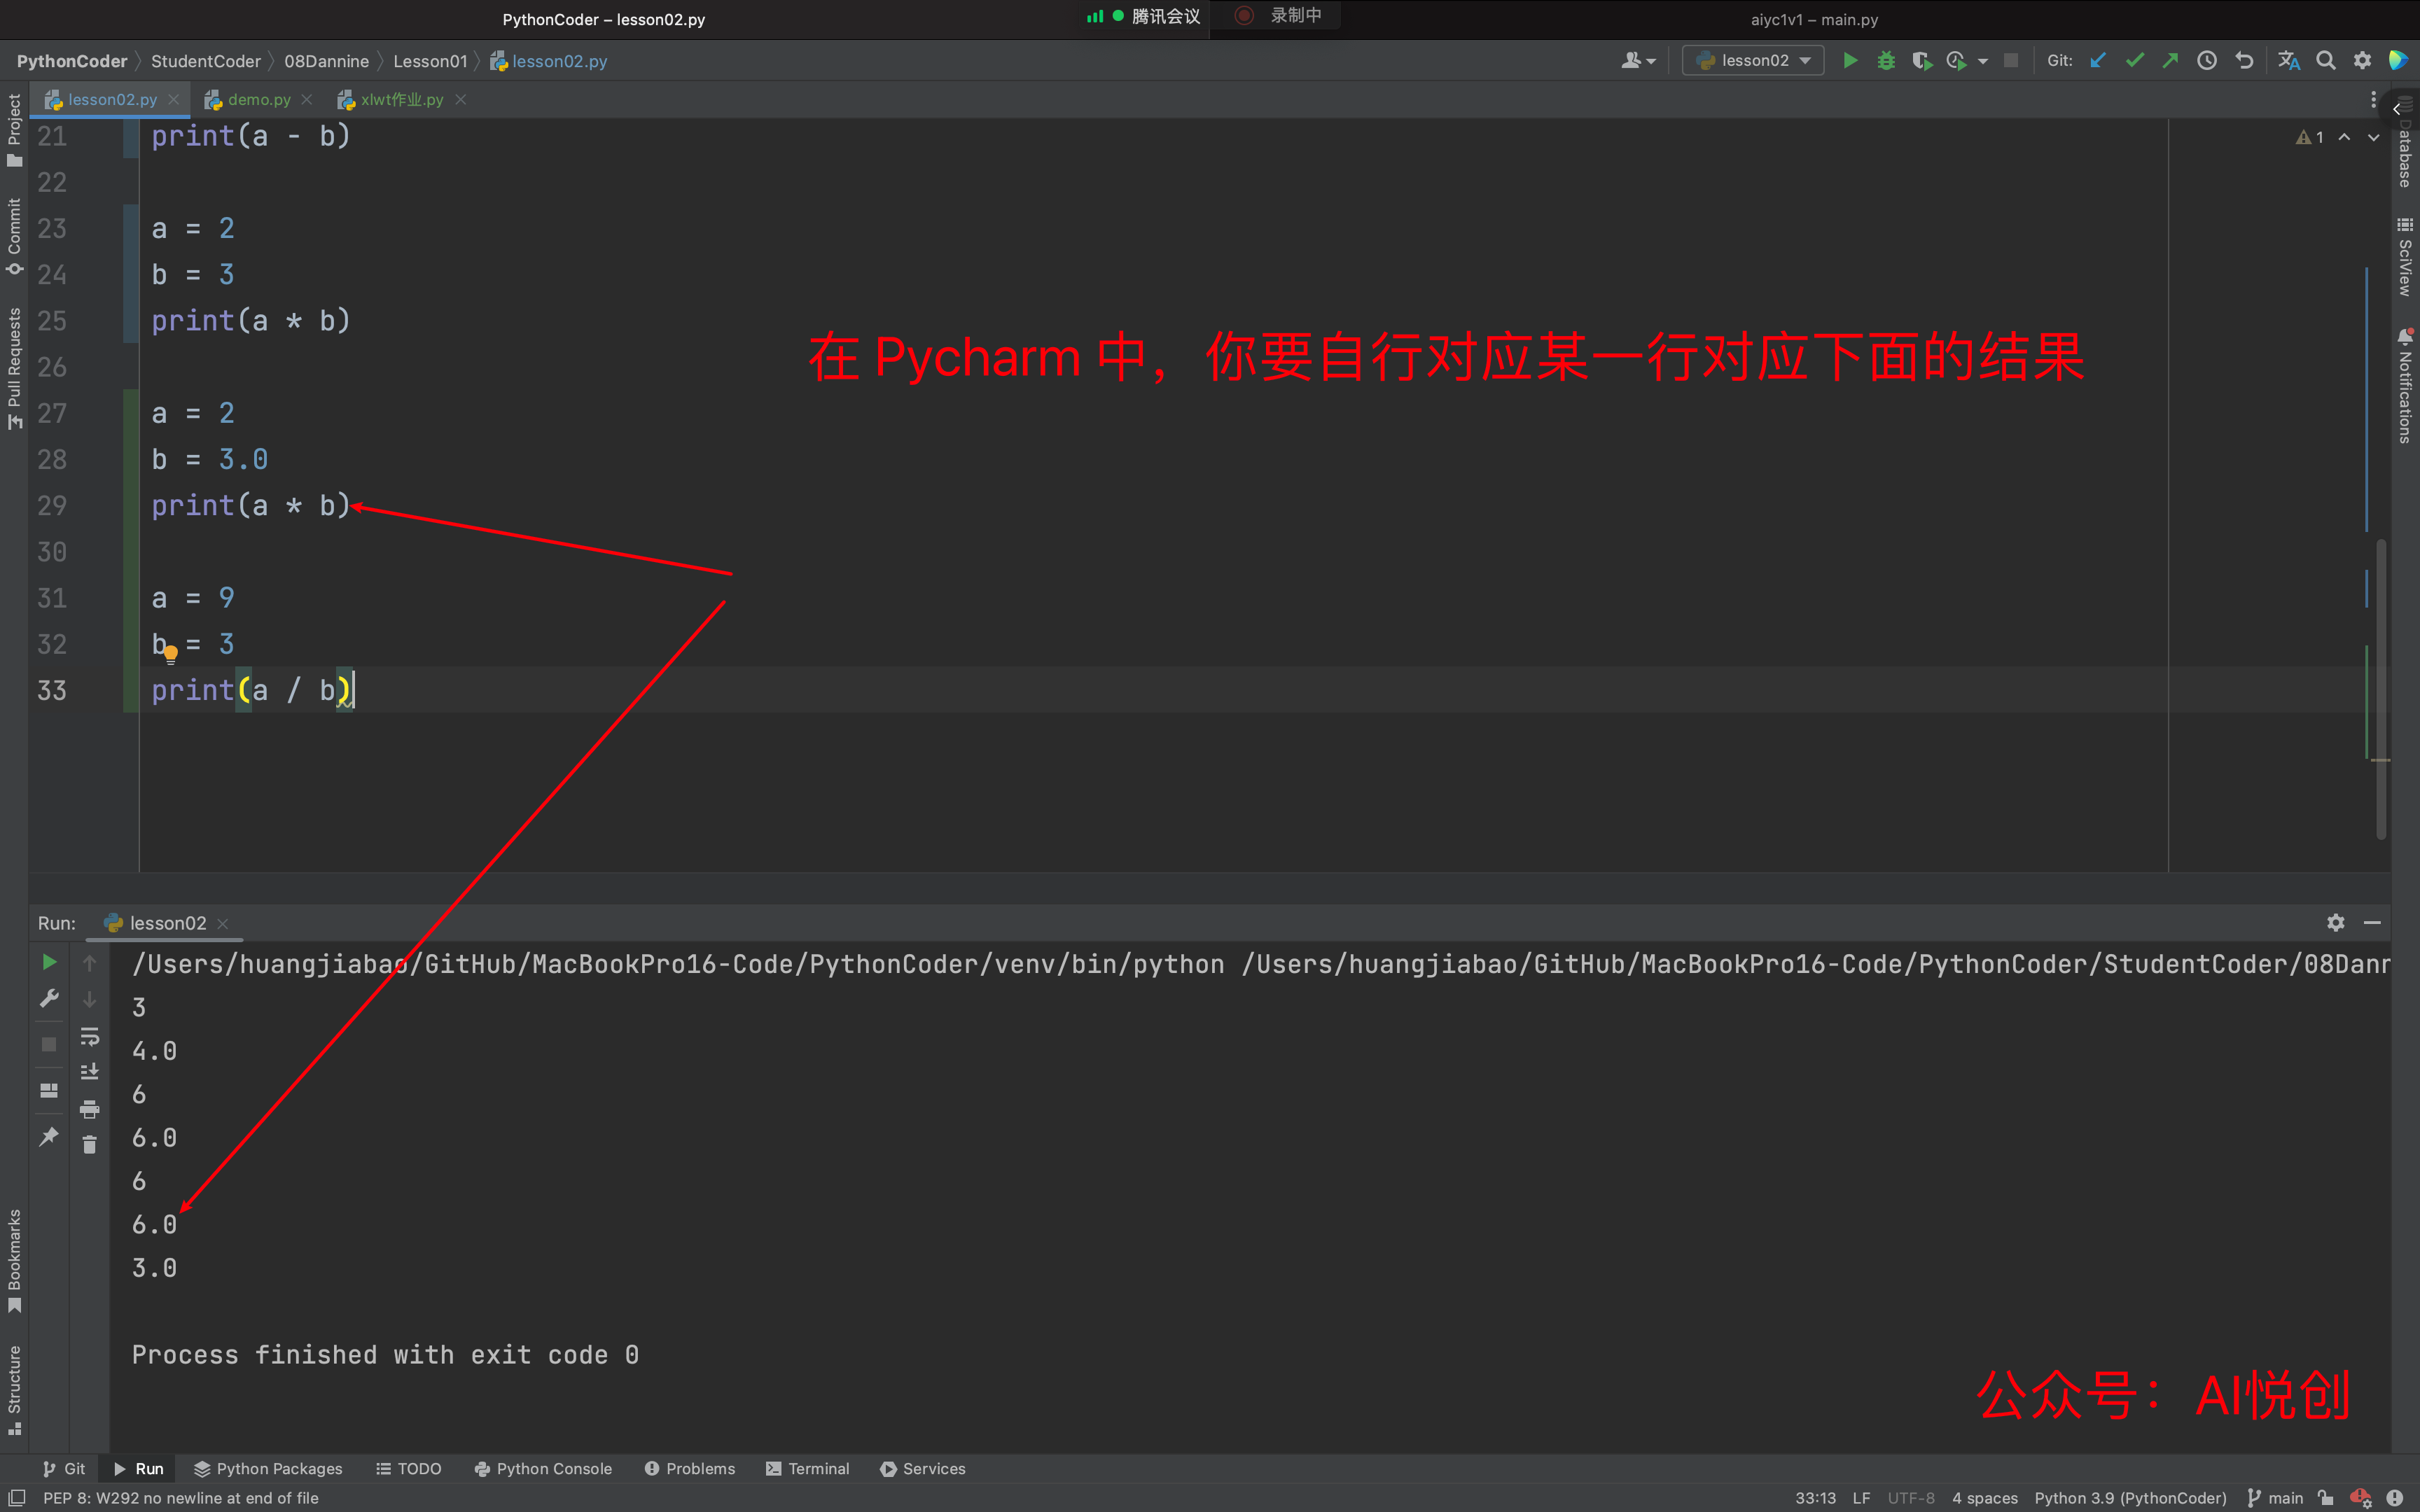 PythonCoder – lesson02.py
腾讯会议
录制中
aiyc1v1 – main.py
PythonCoder StudentCoder 08Dannine Lesson01 lesson02.py
lesson02
Git:
lesson02.py demo.py xlwt作业.py
Project
Commit
Pull Requests
Bookmarks
Structure
Database
SciView
Notifications
1
21 print(a - b)
22
23 a = 2
24 b = 3
25 print(a * b)
26
27 a = 2
28 b = 3.0
29 print(a * b)
30
31 a = 9
32 b = 3
33 print(a / b)
在 Pycharm 中，你要自行对应某一行对应下面的结果
Run: lesson02
/Users/huangjiabao/GitHub/MacBookPro16-Code/PythonCoder/venv/bin/python /Users/huangjiabao/GitHub/MacBookPro16-Code/PythonCoder/StudentCoder/08Dann
3
4.0
6
6.0
6
6.0
3.0
Process finished with exit code 0
公众号：AI悦创
Git Run Python Packages TODO Python Console Problems Terminal Services
PEP 8: W292 no newline at end of file
33:13 LF UTF-8 4 spaces Python 3.9 (PythonCoder) main